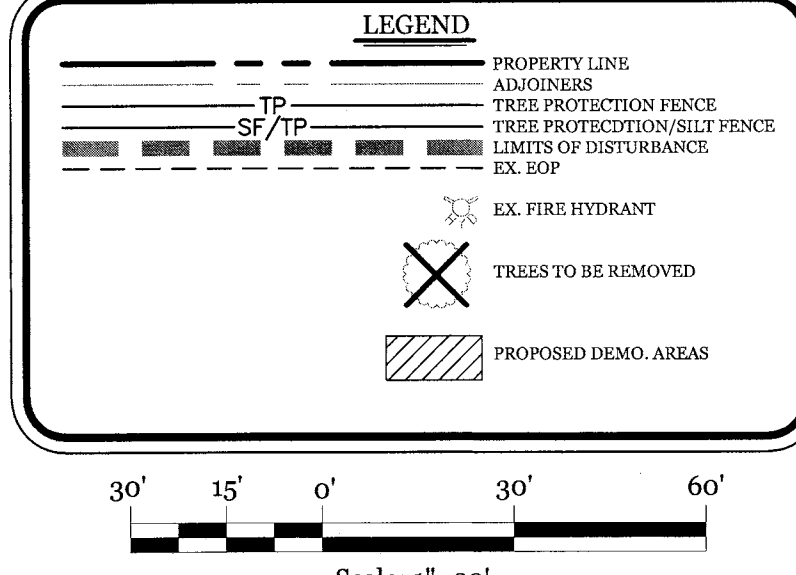 LEGEND
PROPERTY LINE
ADJOINERS
TP TREE PROTECTION FENCE
SF/TP TREE PROTECDTION/SILT FENCE
LIMITS OF DISTURBANCE
EX. EOP
EX. FIRE HYDRANT
TREES TO BE REMOVED
PROPOSED DEMO. AREAS
30' 15' 0' 30' 60'